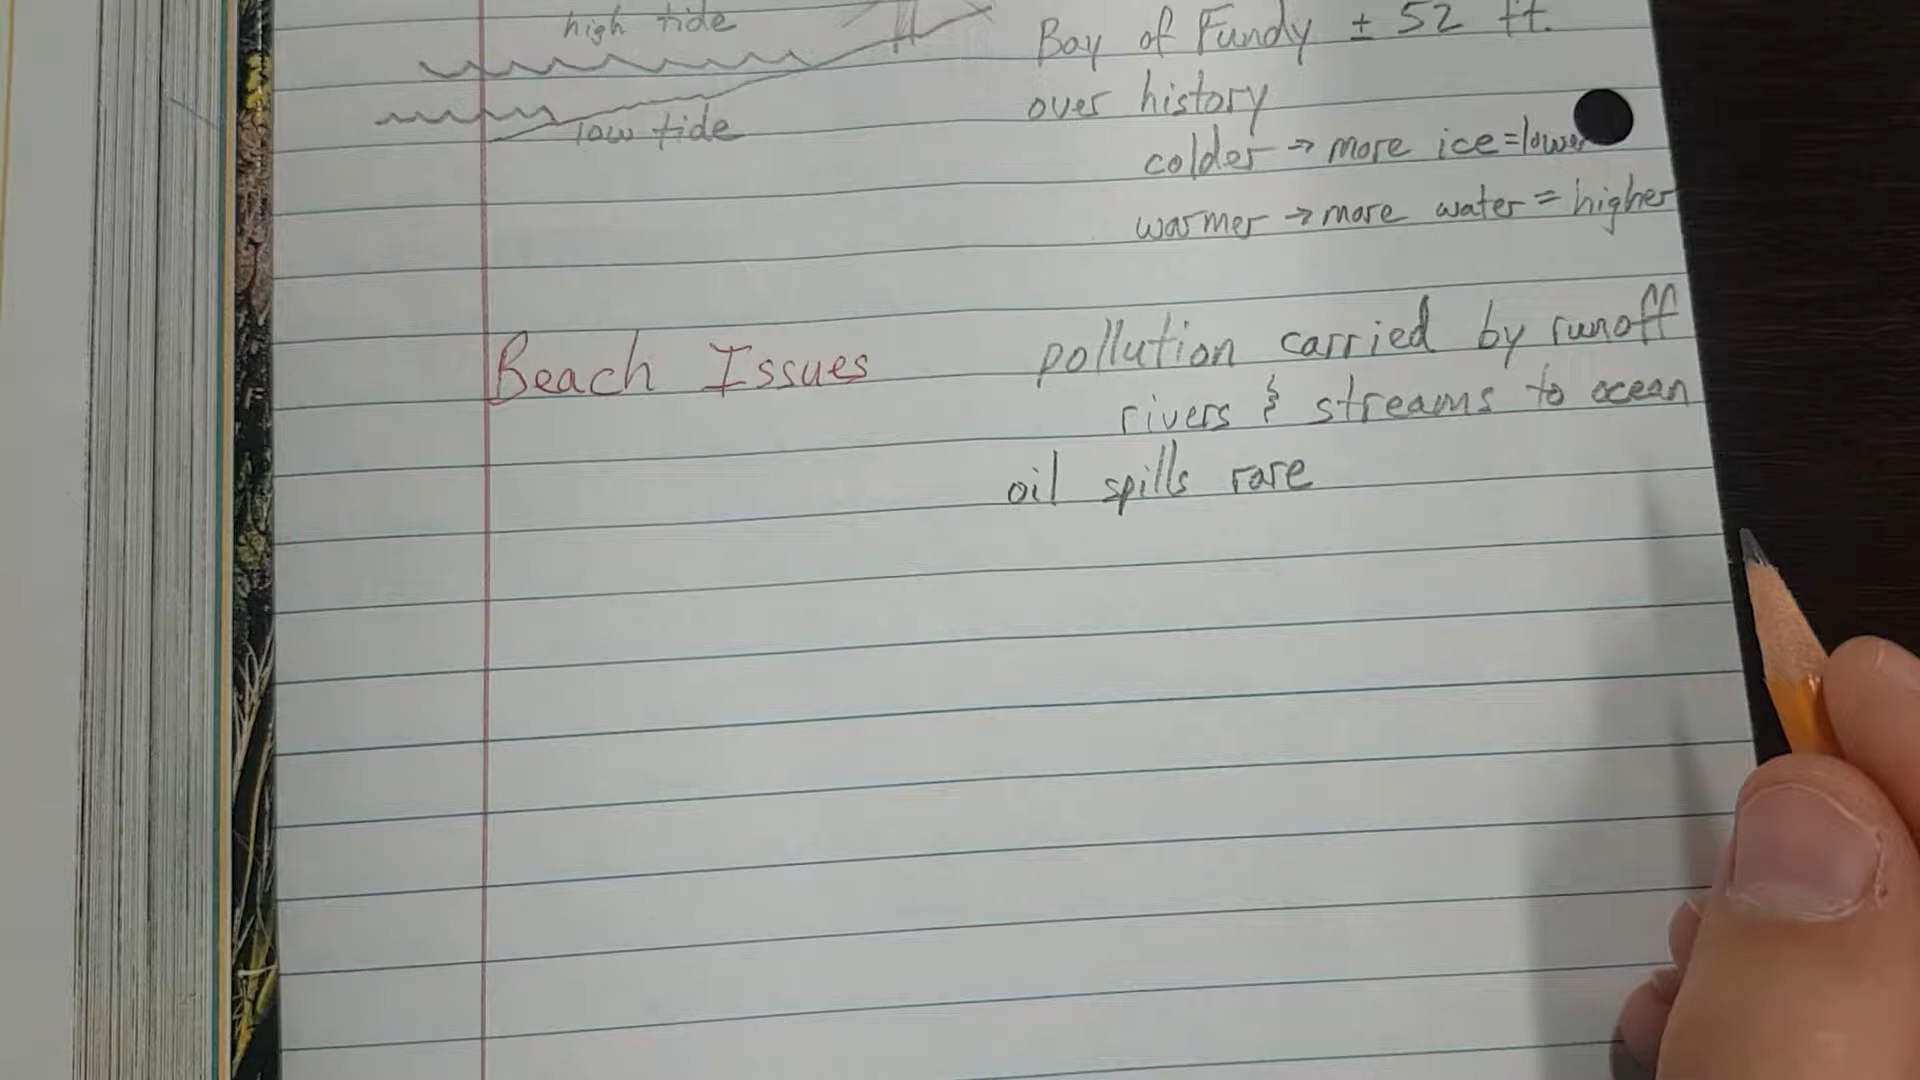 high tide
low tide
Bay of Fundy ± 52 ft.
over history
colder → more ice=lower
warmer → more water = higher
Beach Issues
pollution carried by runoff
rivers & streams to ocean
oil spills rare